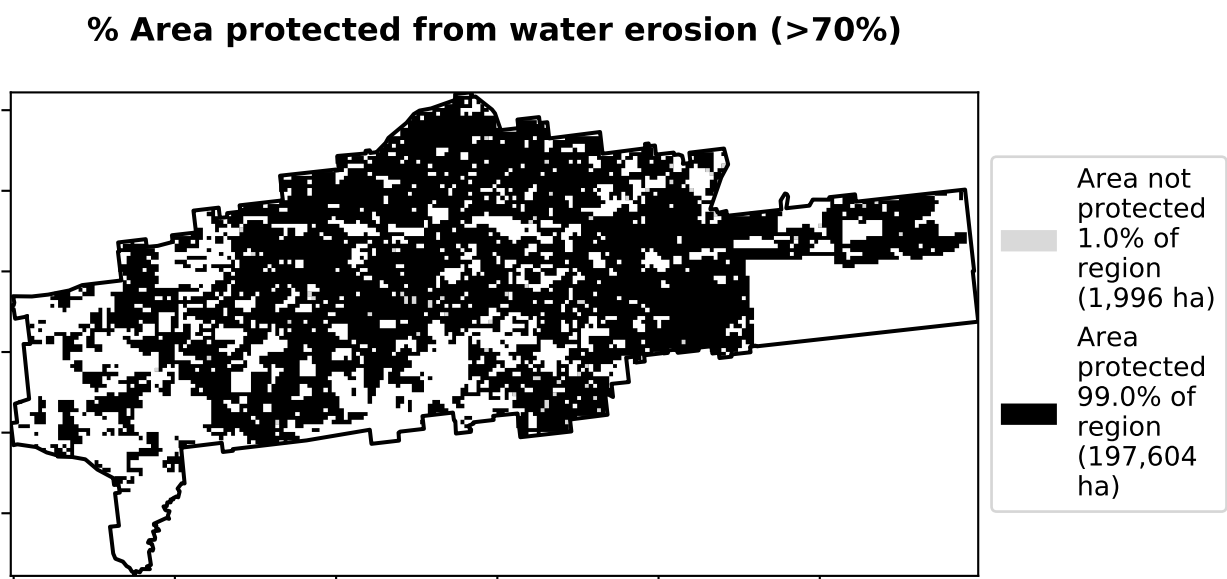 % Area protected from water erosion (>70%)
Area not
protected
1.0% of
region
(1,996 ha)
Area
protected
99.0% of
region
(197,604
ha)